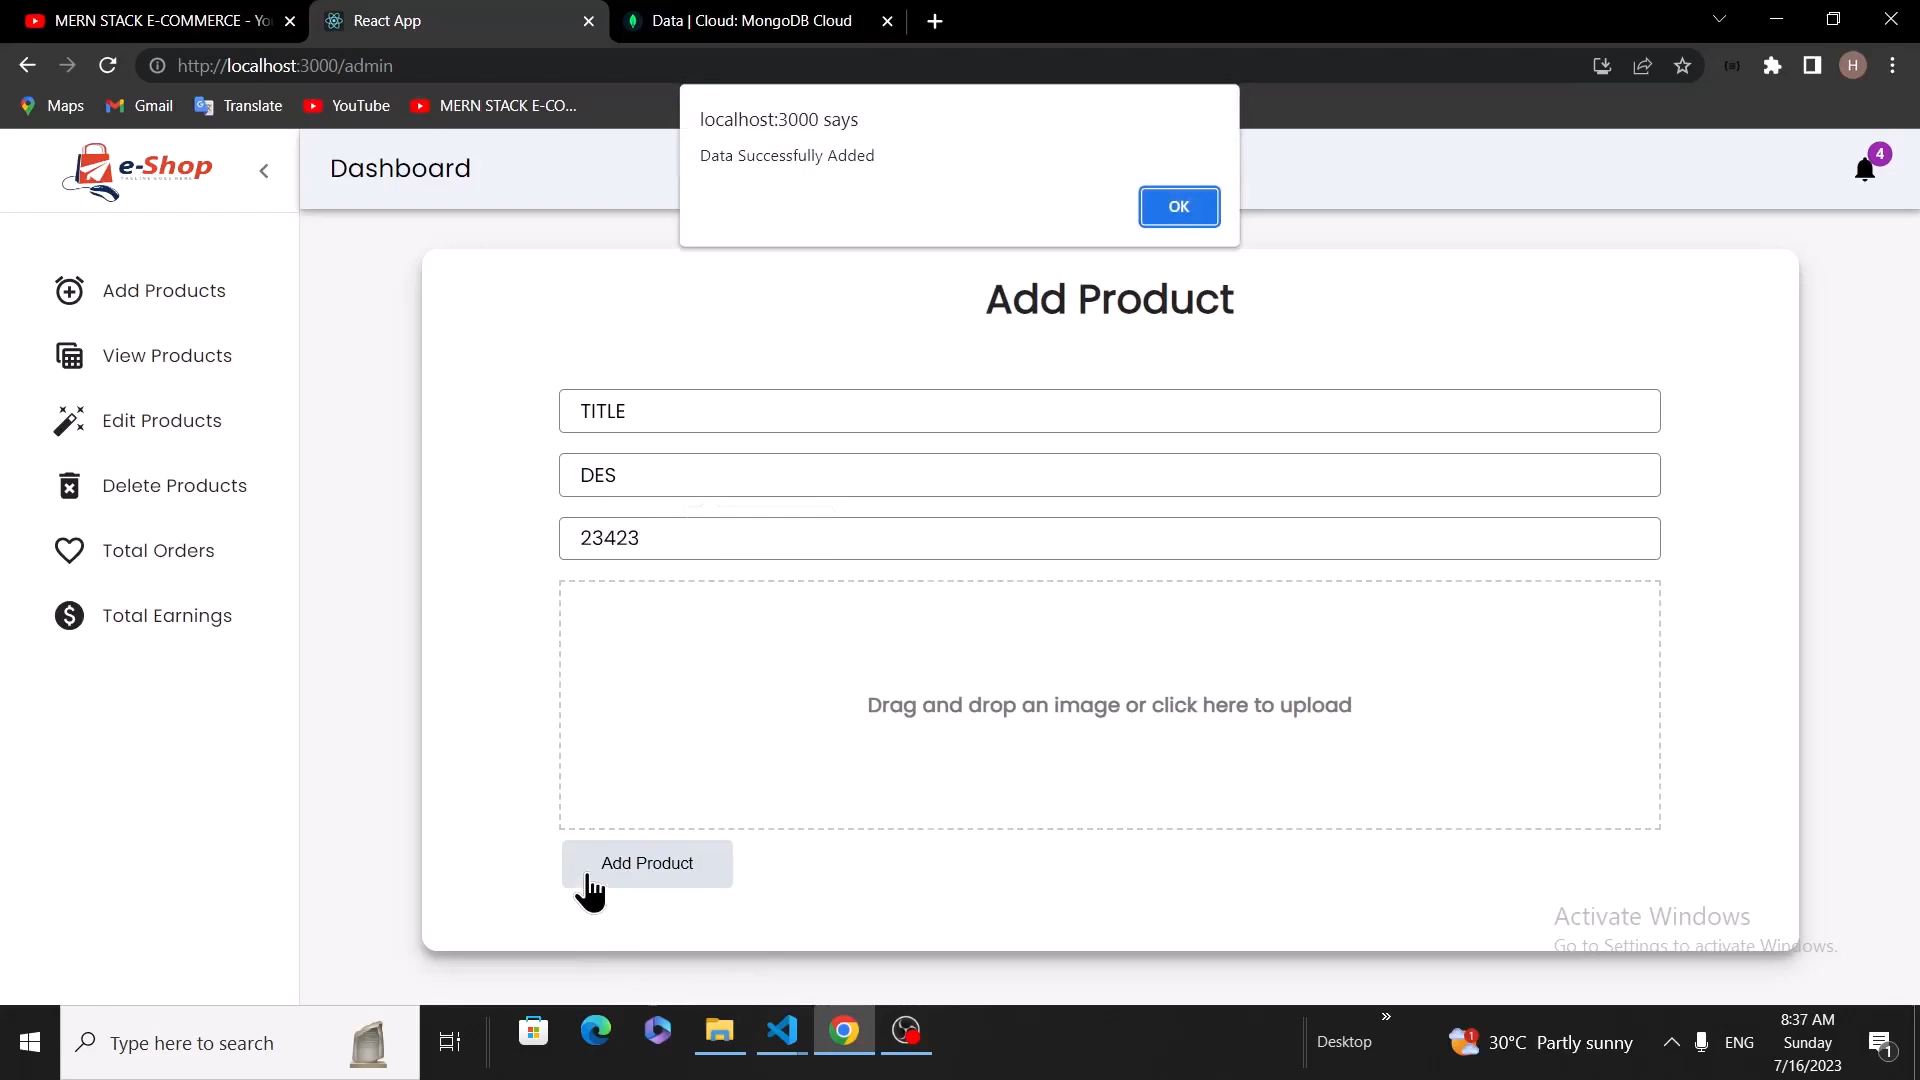 MERN STACK E-COMMERCE - Yo
React App
Data | Cloud: MongoDB Cloud
http://localhost:3000/admin
H
Maps
Gmail
Translate
YouTube
MERN STACK E-CO...
localhost:3000 says
Data Successfully Added
OK
e-Shop
Dashboard
4
Add Products
View Products
Edit Products
Delete Products
Total Orders
Total Earnings
Add Product
TITLE
DES
23423
Drag and drop an image or click here to upload
Add Product
Activate Windows
Go to Settings to activate Windows.
Type here to search
Desktop
1
30°C Partly sunny
ENG
8:37 AM
Sunday
7/16/2023
1